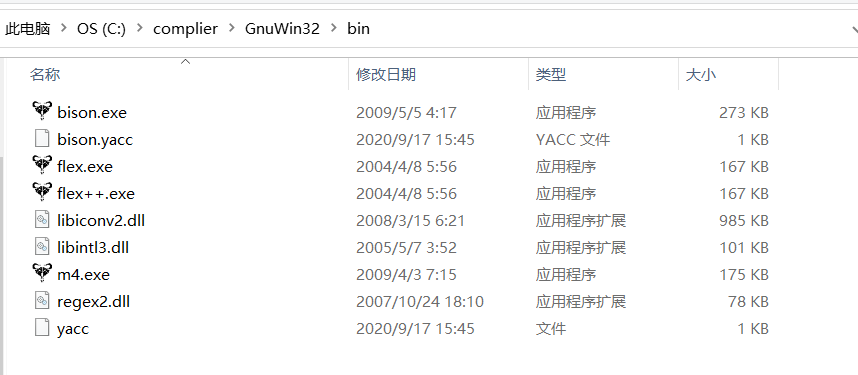 此电脑 > OS (C:) > complier > GnuWin32 > bin
名称 修改日期 类型 大小
bison.exe 2009/5/5 4:17 应用程序 273 KB
bison.yacc 2020/9/17 15:45 YACC 文件 1 KB
flex.exe 2004/4/8 5:56 应用程序 167 KB
flex++.exe 2004/4/8 5:56 应用程序 167 KB
libiconv2.dll 2008/3/15 6:21 应用程序扩展 985 KB
libintl3.dll 2005/5/7 3:52 应用程序扩展 101 KB
m4.exe 2009/4/3 7:15 应用程序 175 KB
regex2.dll 2007/10/24 18:10 应用程序扩展 78 KB
yacc 2020/9/17 15:45 文件 1 KB